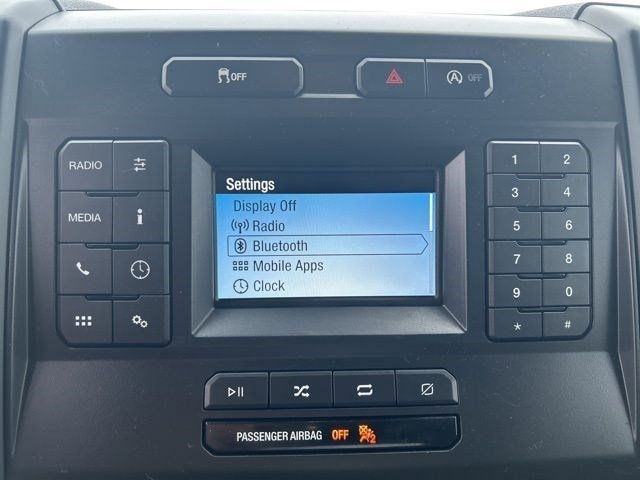 OFF
A OFF
RADIO
MEDIA
i
Settings
Display Off
Radio
Bluetooth
Mobile Apps
Clock
1 2
3 4
5 6
7 8
9 0
* #
PASSENGER AIRBAG OFF 2